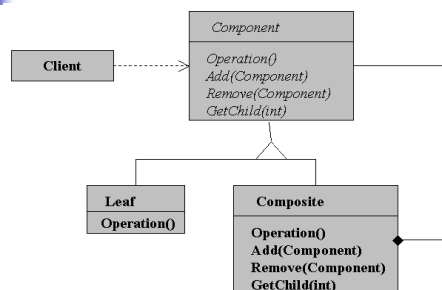 Component
Operation()
Add(Component)
Remove(Component)
GetChild(int)
Client
Leaf
Operation()
Composite
Operation()
Add(Component)
Remove(Component)
GetChild(int)